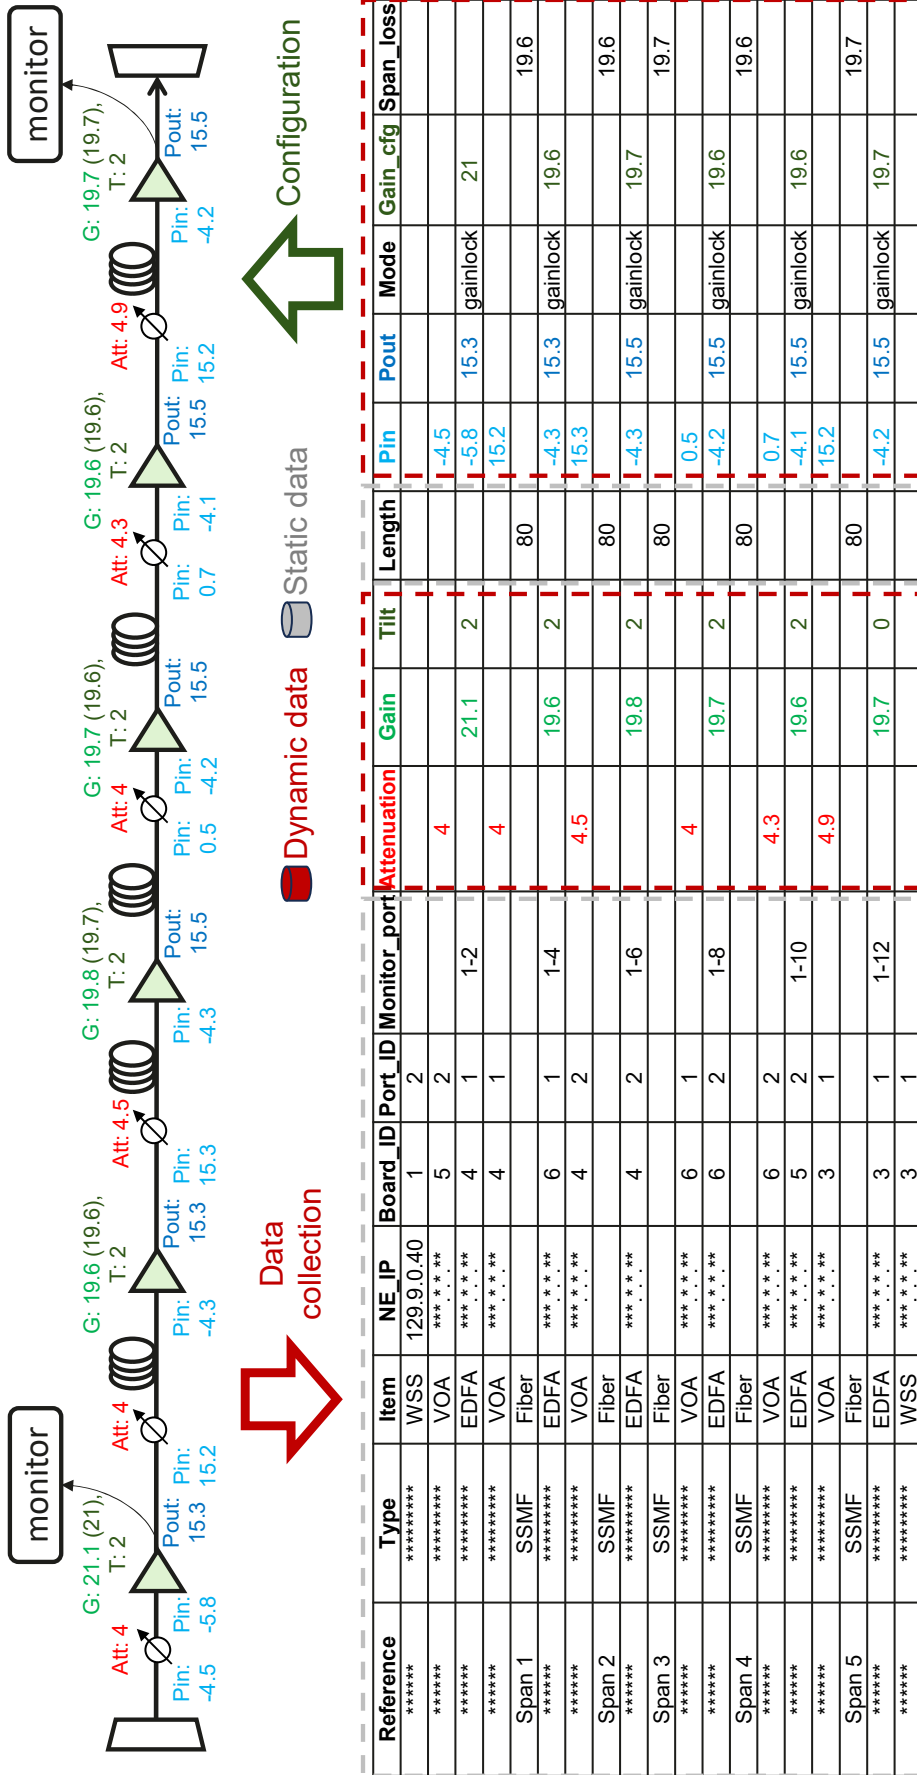 monitor
monitor
Att: 4
Pin:
-4.5
G: 21.1 (21),
T: 2
Pin:
-5.8
Pout:
15.3
Att: 4
Pin:
15.2
G: 19.6 (19.6),
T: 2
Pin:
-4.3
Pout:
15.3
Att: 4.5
Pin:
15.3
G: 19.8 (19.7),
T: 2
Pin:
-4.3
Pout:
15.5
Att: 4
Pin:
0.5
G: 19.7 (19.6),
T: 2
Pin:
-4.2
Pout:
15.5
Att: 4.3
Pin:
0.7
G: 19.6 (19.6),
T: 2
Pin:
-4.1
Pout:
15.5
Att: 4.9
Pin:
15.2
G: 19.7 (19.7),
T: 2
Pin:
-4.2
Pout:
15.5
Data
collection
Dynamic data
Static data
Configuration
Reference Type Item NE_IP Board_ID Port_ID Monitor_port Attenuation Gain Tilt Length Pin Pout Mode Gain_cfg Span_loss
******* ********** WSS 129.9.0.40 1 2
******* ********** VOA ***.*.*.** 5 2 4 -4.5
******* ********** EDFA ***.*.*.** 4 1 1-2 21.1 2 -5.8 15.3 gainlock 21
******* ********** VOA ***.*.*.** 4 1 4 15.2
Span 1 SSMF Fiber 80 19.6
******* ********** EDFA ***.*.*.** 6 1 1-4 19.6 2 -4.3 15.3 gainlock 19.6
******* ********** VOA ***.*.*.** 4 2 4.5 15.3
Span 2 SSMF Fiber 80 19.6
******* ********** EDFA ***.*.*.** 4 2 1-6 19.8 2 -4.3 15.5 gainlock 19.7
Span 3 SSMF Fiber 80 19.7
******* ********** VOA ***.*.*.** 6 1 4 0.5
******* ********** EDFA ***.*.*.** 6 2 1-8 19.7 2 -4.2 15.5 gainlock 19.6
Span 4 SSMF Fiber 80 19.6
******* ********** VOA ***.*.*.** 6 2 4.3 0.7
******* ********** EDFA ***.*.*.** 5 2 1-10 19.6 2 -4.1 15.5 gainlock 19.6
******* ********** VOA ***.*.*.** 3 1 4.9 15.2
Span 5 SSMF Fiber 80 19.7
******* ********** EDFA ***.*.*.** 3 1 1-12 19.7 0 -4.2 15.5 gainlock 19.7
******* ********** WSS ***.*.*.** 3 1